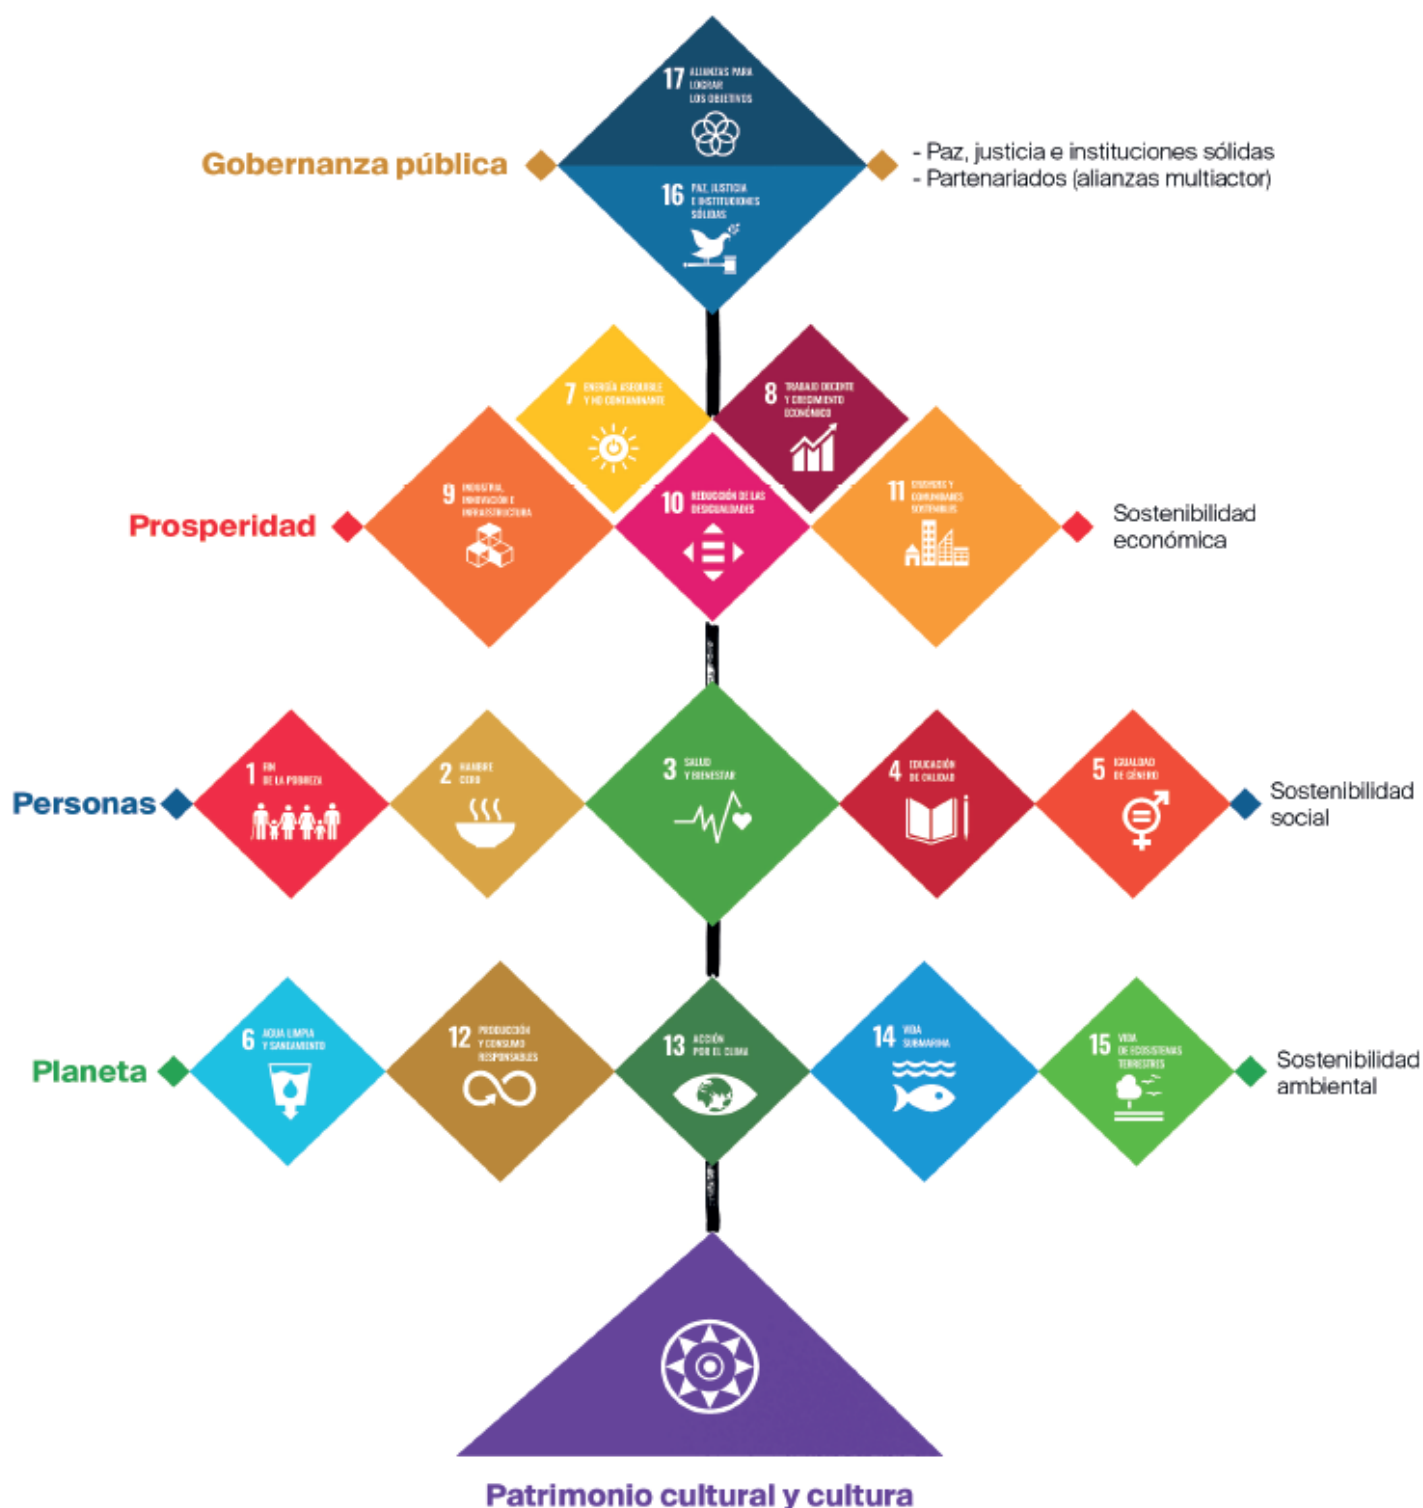 17 ALIANZAS PARA
LOGRAR
LOS OBJETIVOS
Gobernanza pública
- Paz, justicia e instituciones sólidas
- Partenariados (alianzas multiactor)
16 PAZ, JUSTICIA
E INSTITUCIONES
SÓLIDAS
7 ENERGÍA ASEQUIBLE
Y NO CONTAMINANTE
8 TRABAJO DECENTE
Y CRECIMIENTO
ECONÓMICO
9 INDUSTRIA,
INNOVACIÓN E
INFRAESTRUCTURA
10 REDUCCIÓN DE LAS
DESIGUALDADES
11 CIUDADES Y
COMUNIDADES
SOSTENIBLES
Prosperidad
Sostenibilidad
económica
1 FIN
DE LA POBREZA
2 HAMBRE
CERO
3 SALUD
Y BIENESTAR
4 EDUCACIÓN
DE CALIDAD
5 IGUALDAD
DE GÉNERO
Personas
Sostenibilidad
social
6 AGUA LIMPIA
Y SANEAMIENTO
12 PRODUCCIÓN
Y CONSUMO
RESPONSABLES
13 ACCIÓN
POR EL CLIMA
14 VIDA
SUBMARINA
15 VIDA
DE ECOSISTEMAS
TERRESTRES
Planeta
Sostenibilidad
ambiental
Patrimonio cultural y cultura